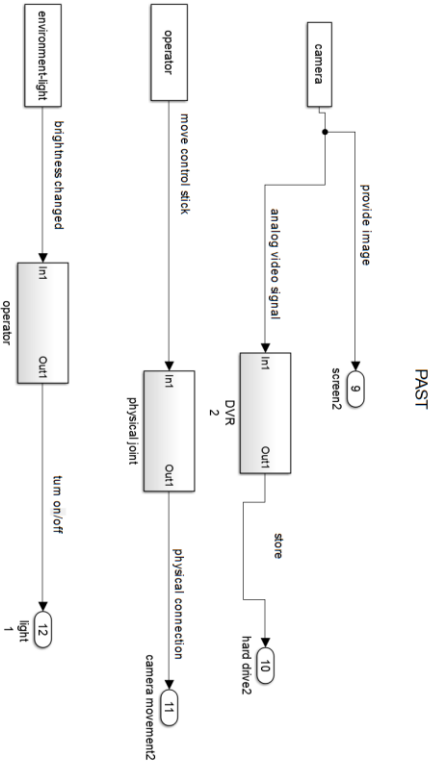 PAST
camera
provide image
9
screen2
analog video signal
In1
Out1
DVR
2
store
10
hard drive2
operator
move control stick
In1
Out1
physical joint
physical connection
11
camera movement2
environment-light
brightness changed
In1
Out1
operator
turn on/off
12
light
1